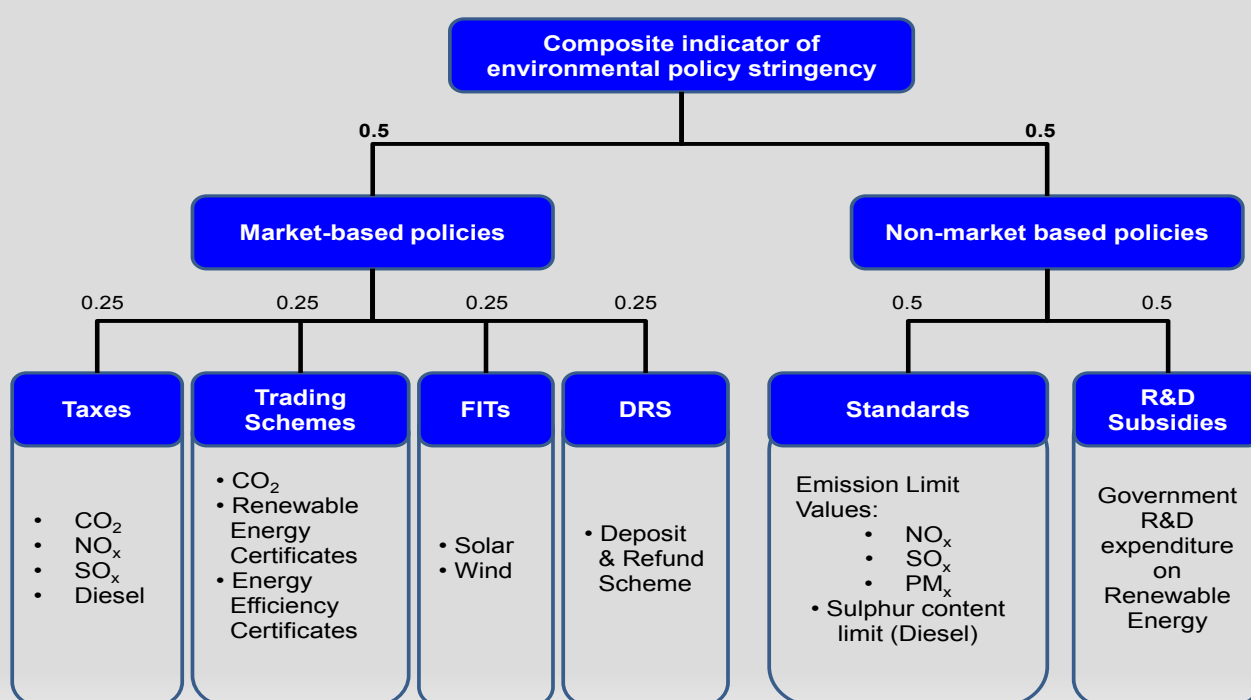 Composite indicator of
environmental policy stringency
0.5
0.5
Market-based policies
Non-market based policies
0.25
0.25
0.25
0.25
0.5
0.5
Taxes
Trading
Schemes
FITs
DRS
Standards
R&D
Subsidies
• CO₂
• NOₓ
• SOₓ
• Diesel
• CO₂
• Renewable
Energy
Certificates
• Energy
Efficiency
Certificates
• Solar
• Wind
• Deposit
& Refund
Scheme
Emission Limit
Values:
• NOₓ
• SOₓ
• PMₓ
• Sulphur content
limit (Diesel)
Government
R&D
expenditure
on
Renewable
Energy